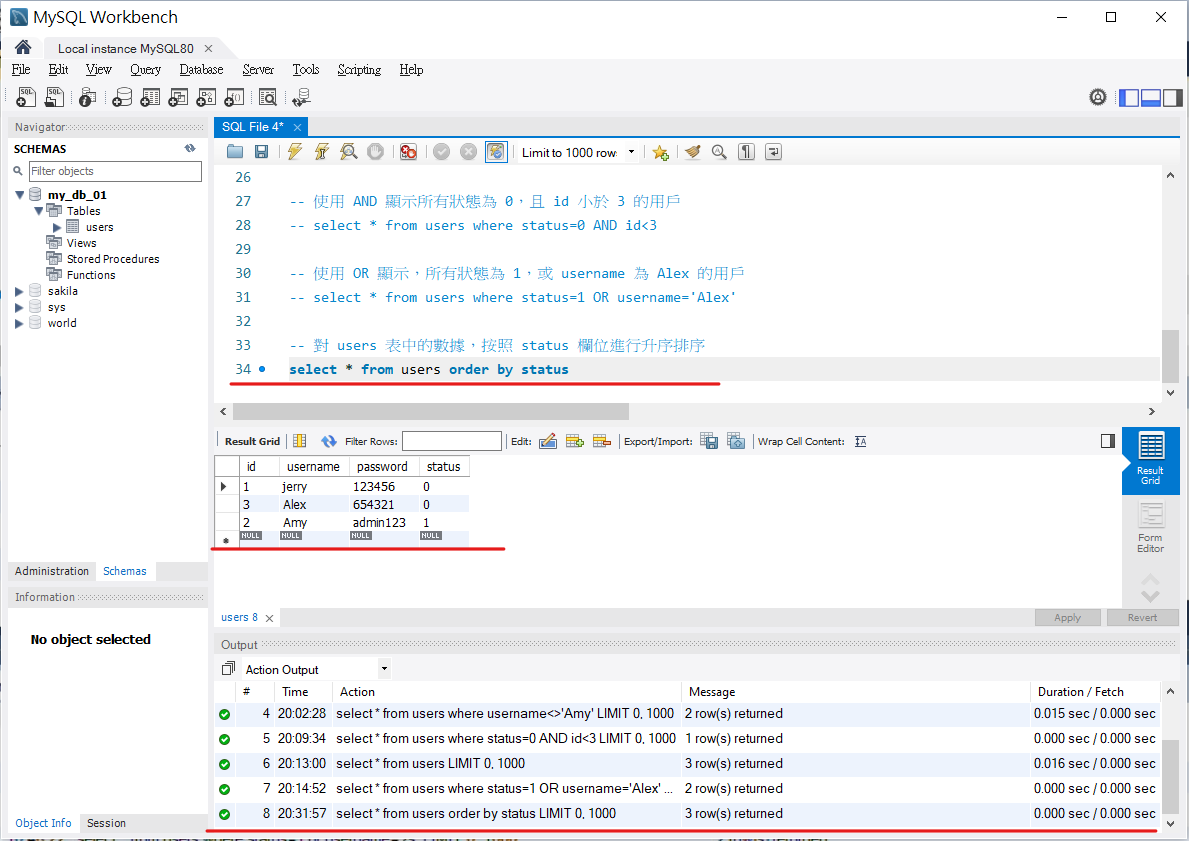 MySQL Workbench
Local instance MySQL80
File Edit View Query Database Server Tools Scripting Help
Navigator
SCHEMAS
Filter objects
my_db_01
Tables
users
Views
Stored Procedures
Functions
sakila
sys
world
Administration Schemas
Information
No object selected
Object Info Session
SQL File 4*
Limit to 1000 rows
26
27 -- 使用 AND 顯示所有狀態為 0，且 id 小於 3 的用戶
28 -- select * from users where status=0 AND id<3
29
30 -- 使用 OR 顯示，所有狀態為 1，或 username 為 Alex 的用戶
31 -- select * from users where status=1 OR username='Alex'
32
33 -- 對 users 表中的數據，按照 status 欄位進行升序排序
34 select * from users order by status
Result Grid Filter Rows: Edit: Export/Import: Wrap Cell Content:
id username password status
1 jerry 123456 0
3 Alex 654321 0
2 Amy admin123 1
NULL NULL NULL NULL
Result
Grid
Form
Editor
users 8
Apply Revert
Output
Action Output
# Time Action Message Duration / Fetch
4 20:02:28 select * from users where username<>'Amy' LIMIT 0, 1000 2 row(s) returned 0.015 sec / 0.000 sec
5 20:09:34 select * from users where status=0 AND id<3 LIMIT 0, 1000 1 row(s) returned 0.000 sec / 0.000 sec
6 20:13:00 select * from users LIMIT 0, 1000 3 row(s) returned 0.016 sec / 0.000 sec
7 20:14:52 select * from users where status=1 OR username='Alex' ... 2 row(s) returned 0.000 sec / 0.000 sec
8 20:31:57 select * from users order by status LIMIT 0, 1000 3 row(s) returned 0.000 sec / 0.000 sec